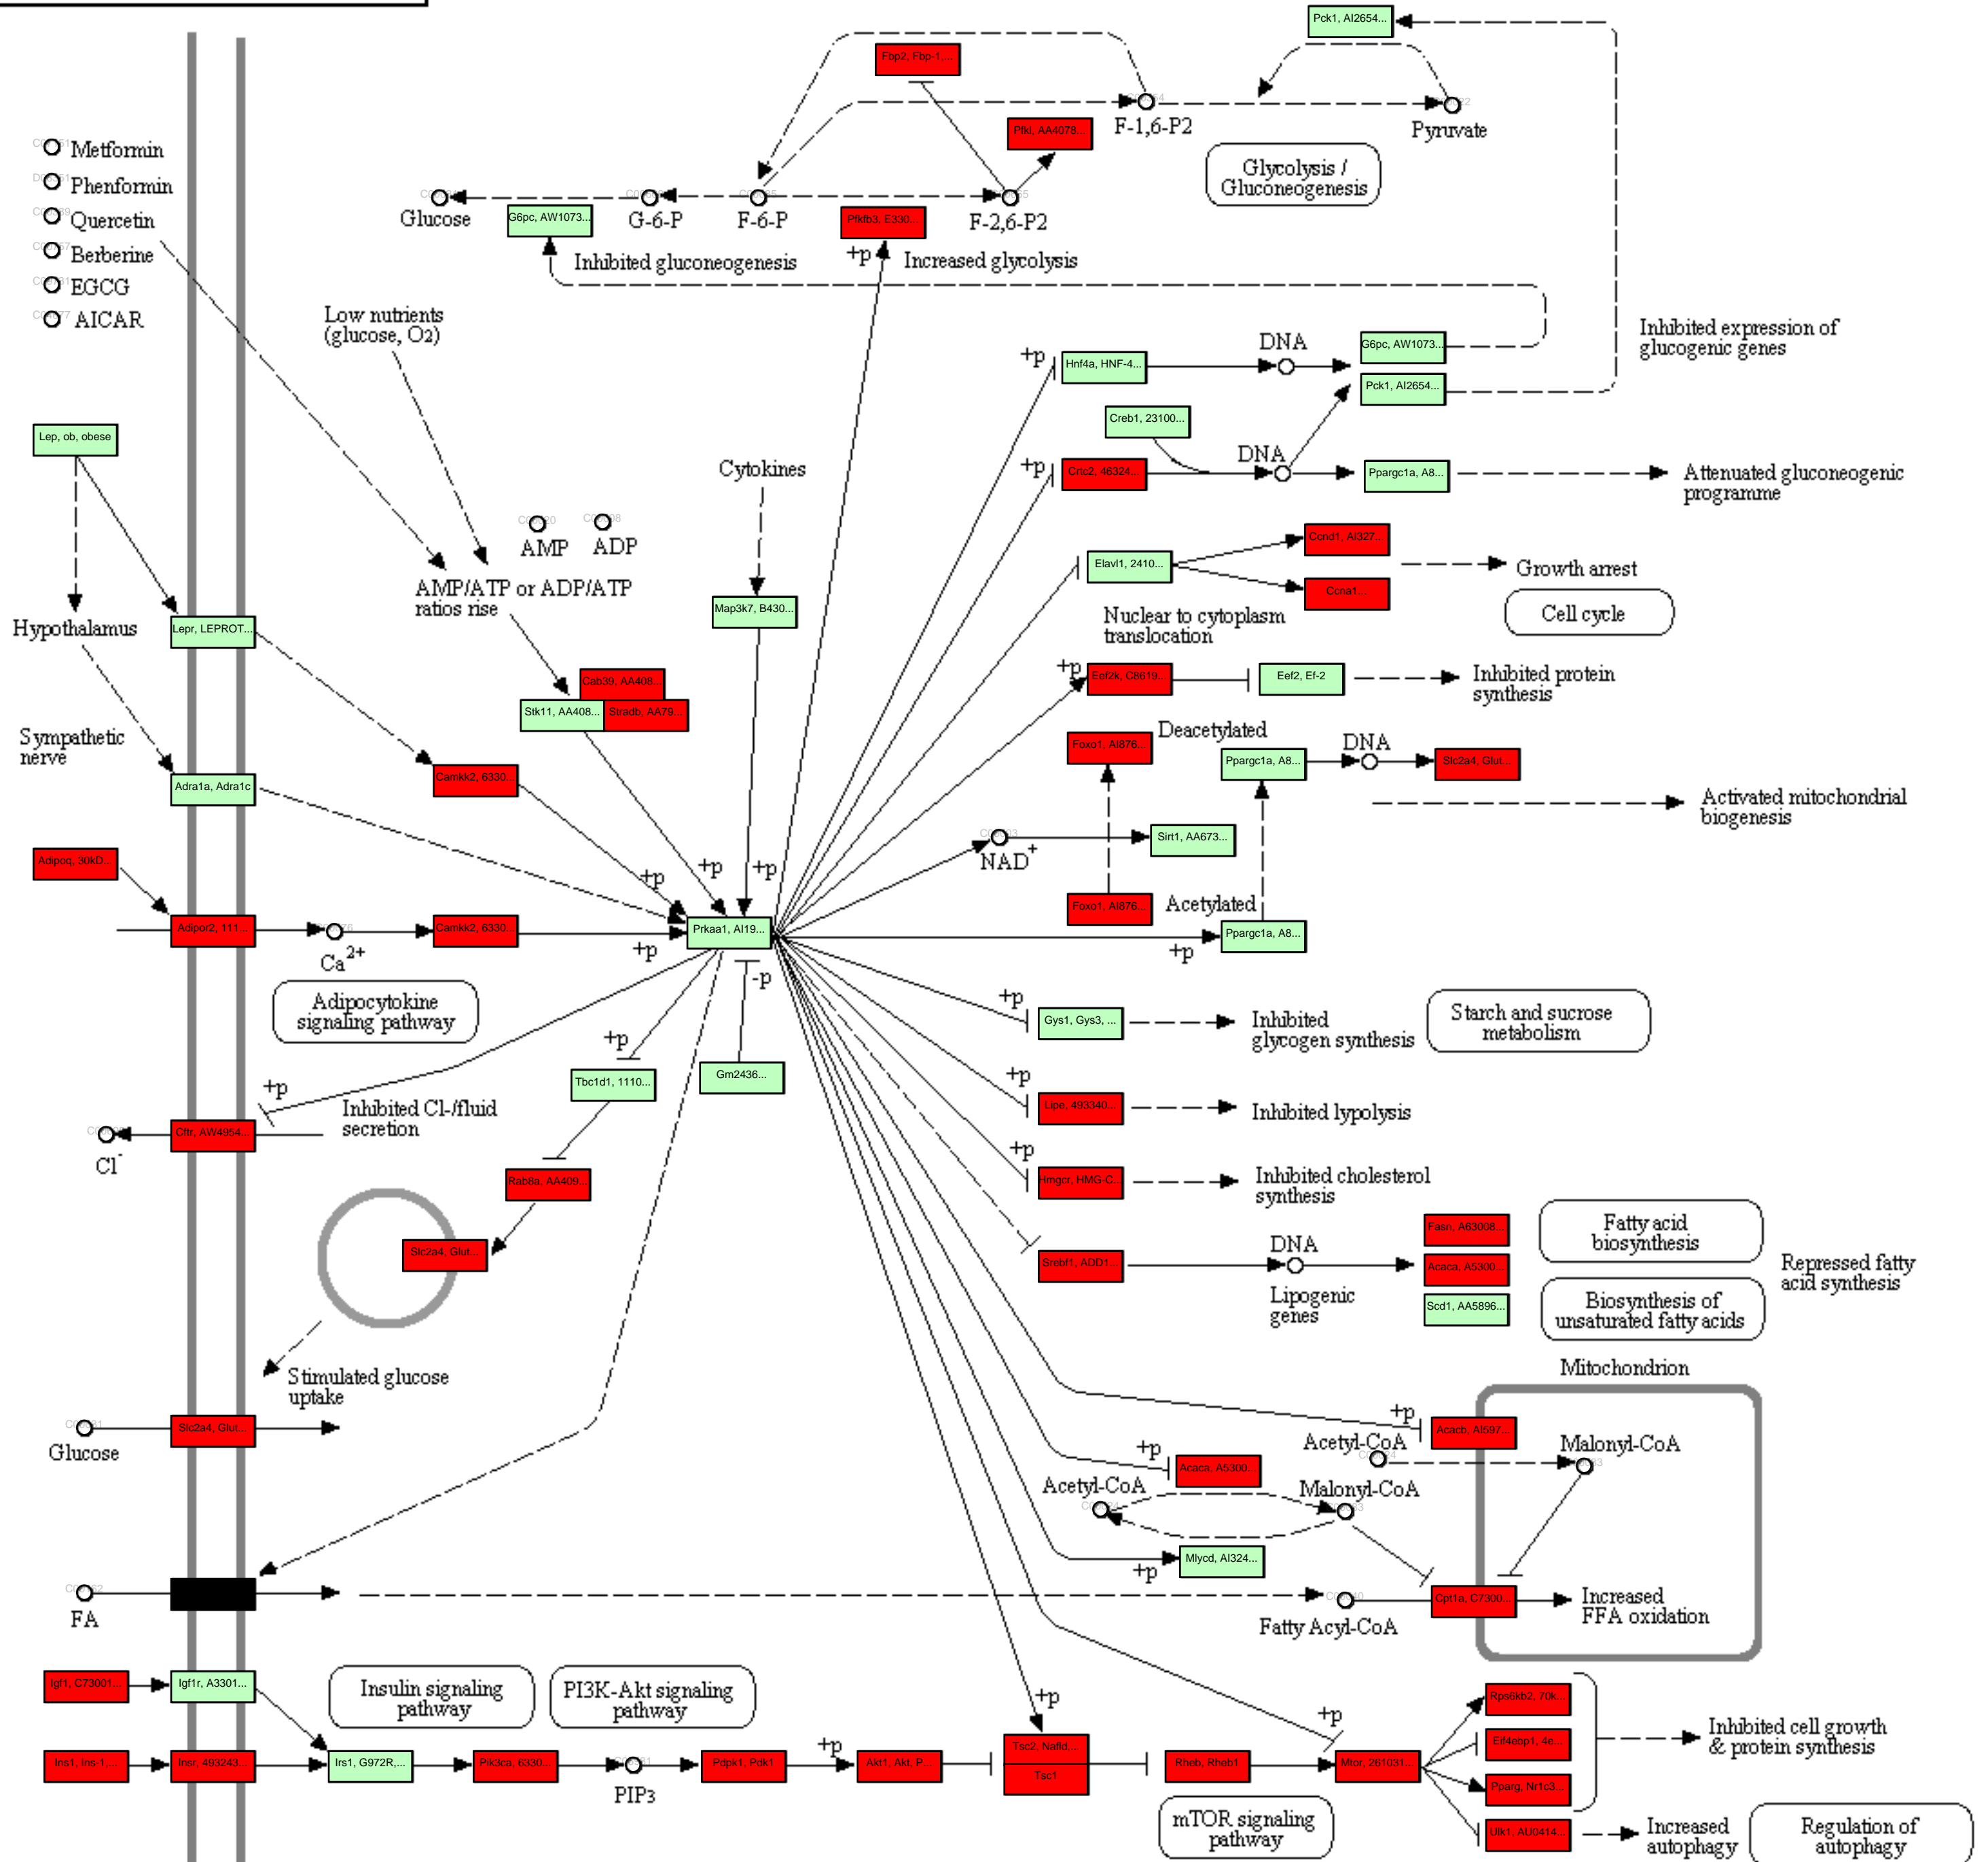 Pck1, AI2654...
Fbp2, Fbp-1,...
F-1,6-P2
Pyruvate
Pfkl, AA4078...
Glycolysis /
Gluconeogenesis
Metformin
Phenformin
Quercetin
Berberine
EGCG
AICAR
Glucose
G6pc, AW1073...
G-6-P
F-6-P
Pfkfb3, E330...
F-2,6-P2
+p
Inhibited gluconeogenesis
Increased glycolysis
Low nutrients
(glucose, O2)
Inhibited expression of
glucogenic genes
+p
Hnf4a, HNF-4...
DNA
G6pc, AW1073...
Pck1, AI2654...
Creb1, 23100...
Lep, ob, obese
Cytokines
+p
Crtc2, 46324...
DNA
Ppargc1a, A8...
Attenuated gluconeogenic
programme
AMP
ADP
Ccnd1, AI327...
Elavl1, 2410...
Growth arrest
Ccna1...
AMP/ATP or ADP/ATP
ratios rise
Map3k7, B430...
Nuclear to cytoplasm
translocation
Cell cycle
Hypothalamus
Lepr, LEPROT...
+p
Eef2k, C8619...
Eef2, Ef-2
Inhibited protein
synthesis
Cab39, AA408...
Stk11, AA408...
Stradb, AA79...
Sympathetic
nerve
Foxo1, AI876...
Deacetylated
Ppargc1a, A8...
DNA
Slc2a4, Glut...
Adra1a, Adra1c
Camkk2, 6330...
Activated mitochondrial
biogenesis
NAD+
Sirt1, AA673...
Adipoq, 30kD...
+p
+p
+p
Foxo1, AI876...
Acetylated
Adipor2, 111...
Ca2+
Camkk2, 6330...
+p
Prkaa1, AI19...
+p
Ppargc1a, A8...
-p
Adipocytokine
signaling pathway
+p
Gys1, Gys3, ...
Inhibited
glycogen synthesis
Starch and sucrose
metabolism
+p
Tbc1d1, 1110...
Gm2436...
+p
Lipe, 493340...
Inhibited lypolysis
+p
Inhibited Cl-/fluid
secretion
Cftr, AW4954...
Cl-
+p
Hmgcr, HMG-C...
Inhibited cholesterol
synthesis
Rab8a, AA409...
Slc2a4, Glut...
Srebf1, ADD1...
DNA
Lipogenic
genes
Fasn, A63008...
Acaca, A5300...
Scd1, AA5896...
Fatty acid
biosynthesis
Repressed fatty
acid synthesis
Biosynthesis of
unsaturated fatty acids
Stimulated glucose
uptake
Mitochondrion
Slc2a4, Glut...
Glucose
+p
Acacb, AI597...
Acetyl-CoA
Malonyl-CoA
+p
Acaca, A5300...
Acetyl-CoA
Malonyl-CoA
+p
Mlycd, AI324...
FA
Fatty Acyl-CoA
Cpt1a, C7300...
Increased
FFA oxidation
Igf1, C73001...
Igf1r, A3301...
Insulin signaling
pathway
PI3K-Akt signaling
pathway
+p
+p
Rps6kb2, 70k...
Eif4ebp1, 4e...
Pparg, Nr1c3...
Inhibited cell growth
& protein synthesis
Ins1, Ins-1,...
Insr, 493243...
Irs1, G972R,...
Pik3ca, 6330...
PIP3
Pdpk1, Pdk1
+p
Akt1, Akt, P...
Tsc2, Nafld,...
Tsc1
Rheb, Rheb1
Mtor, 261031...
mTOR signaling
pathway
Ulk1, AU0414...
Increased
autophagy
Regulation of
autophagy